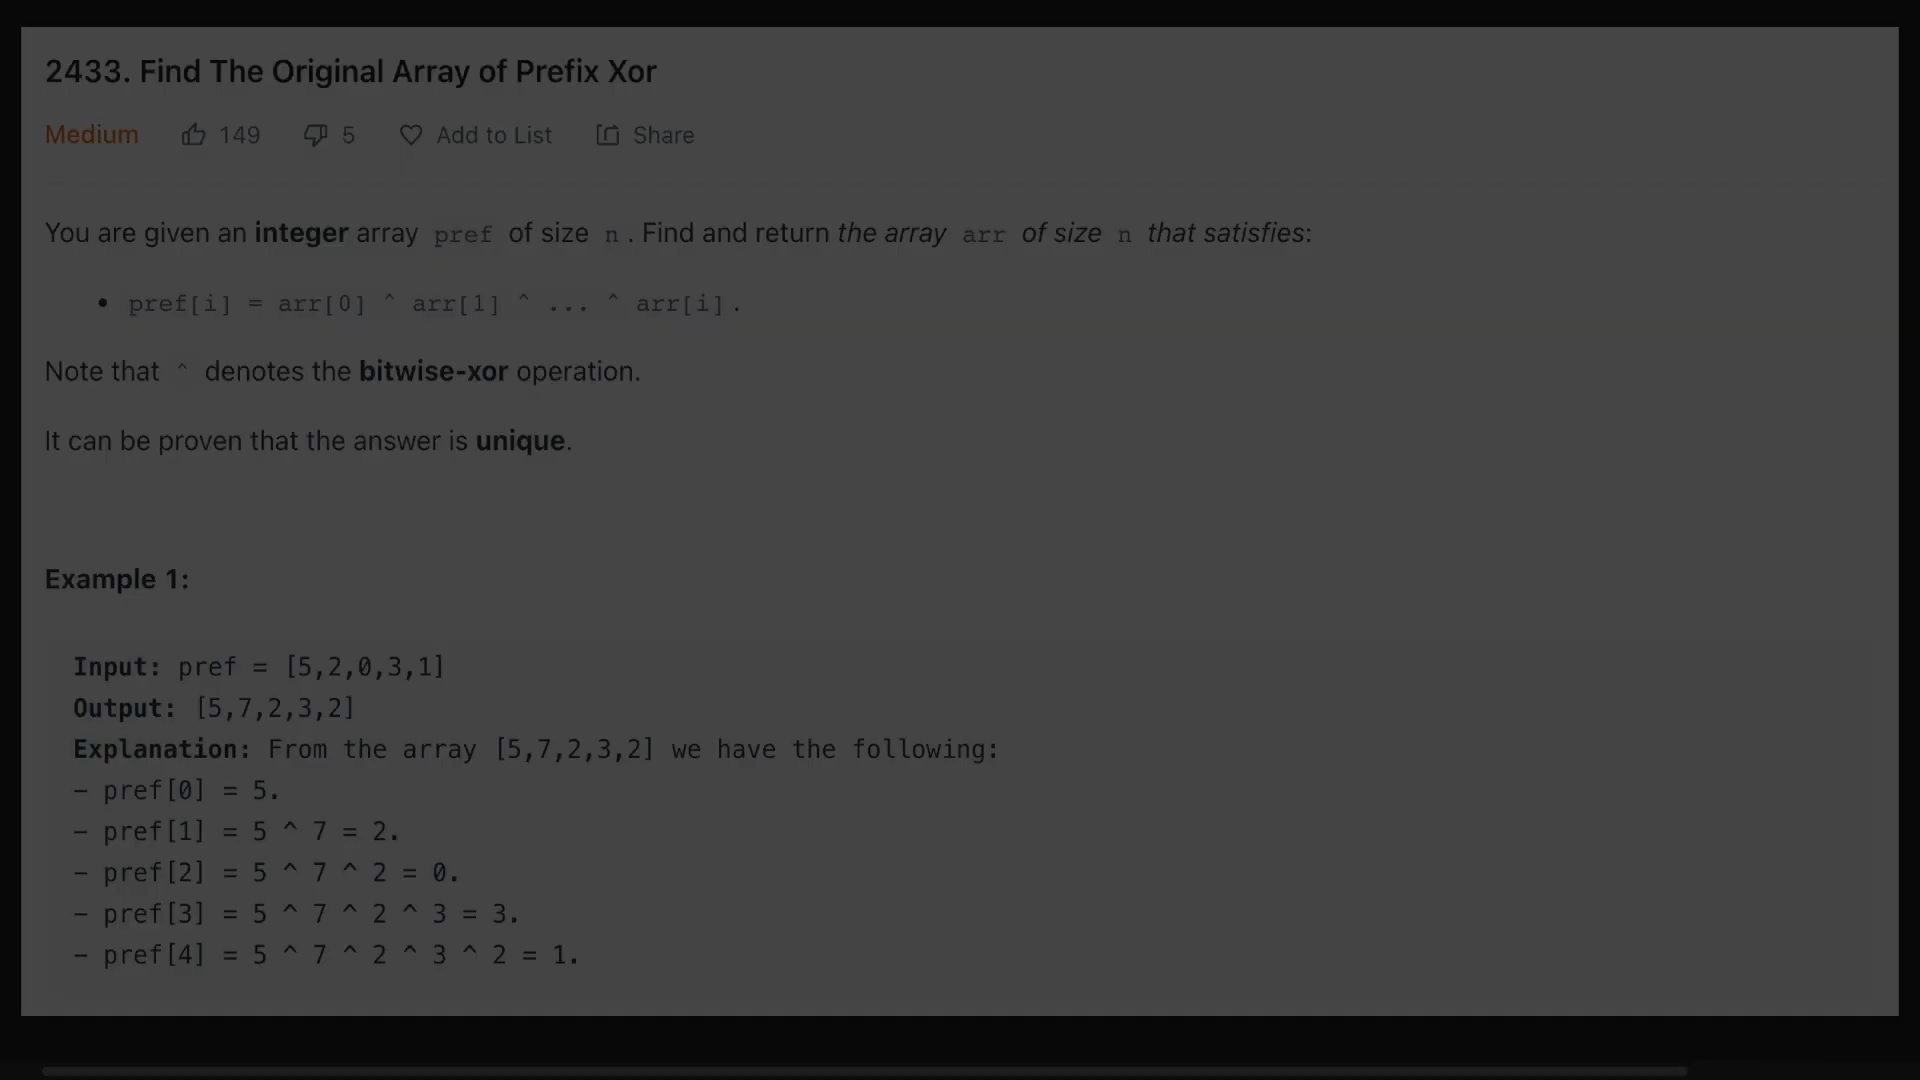 2433. Find The Original Array of Prefix Xor
Medium 149 5 Add to List Share
You are given an integer array pref of size n. Find and return the array arr of size n that satisfies:
• pref[i] = arr[0] ^ arr[1] ^ ... ^ arr[i].
Note that ^ denotes the bitwise-xor operation.
It can be proven that the answer is unique.
Example 1:
Input: pref = [5,2,0,3,1]
Output: [5,7,2,3,2]
Explanation: From the array [5,7,2,3,2] we have the following:
- pref[0] = 5.
- pref[1] = 5 ^ 7 = 2.
- pref[2] = 5 ^ 7 ^ 2 = 0.
- pref[3] = 5 ^ 7 ^ 2 ^ 3 = 3.
- pref[4] = 5 ^ 7 ^ 2 ^ 3 ^ 2 = 1.